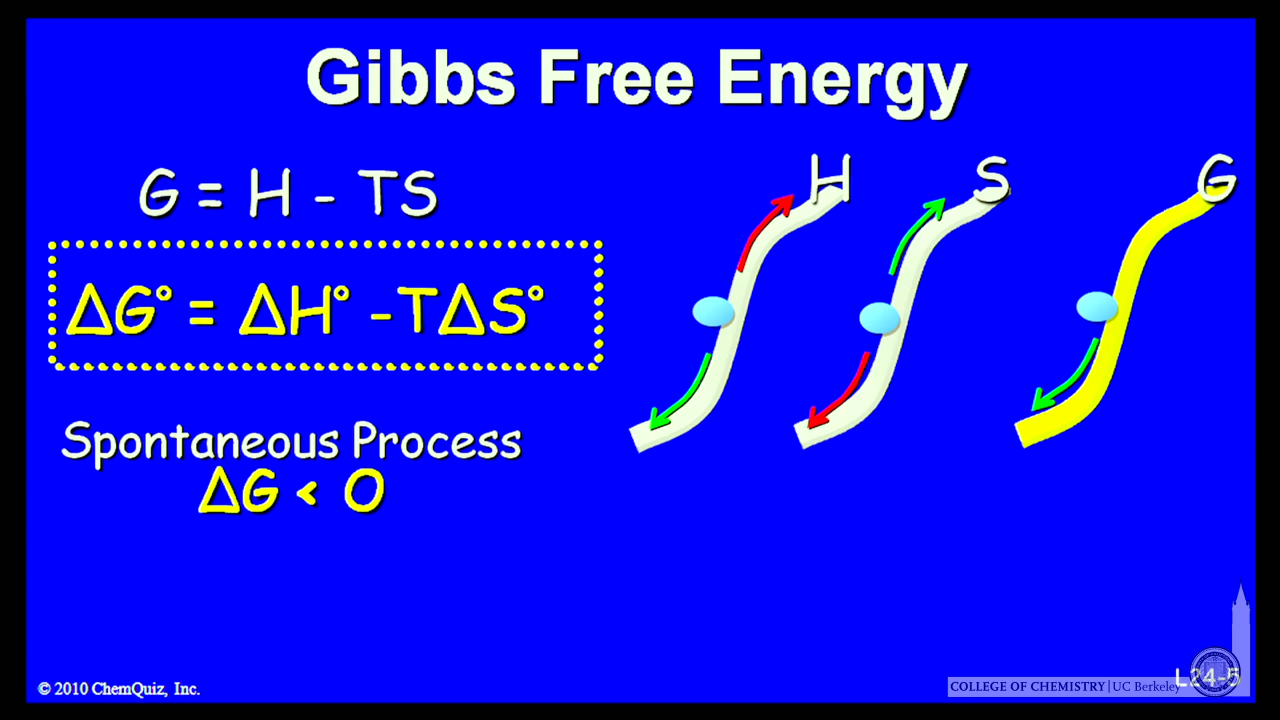 Gibbs Free Energy
G = H - TS
ΔG° = ΔH° -TΔS°
Spontaneous Process
ΔG < 0
H
S
G
© 2010 ChemQuiz, Inc.
COLLEGE OF CHEMISTRY | UC Berkeley
L24-5